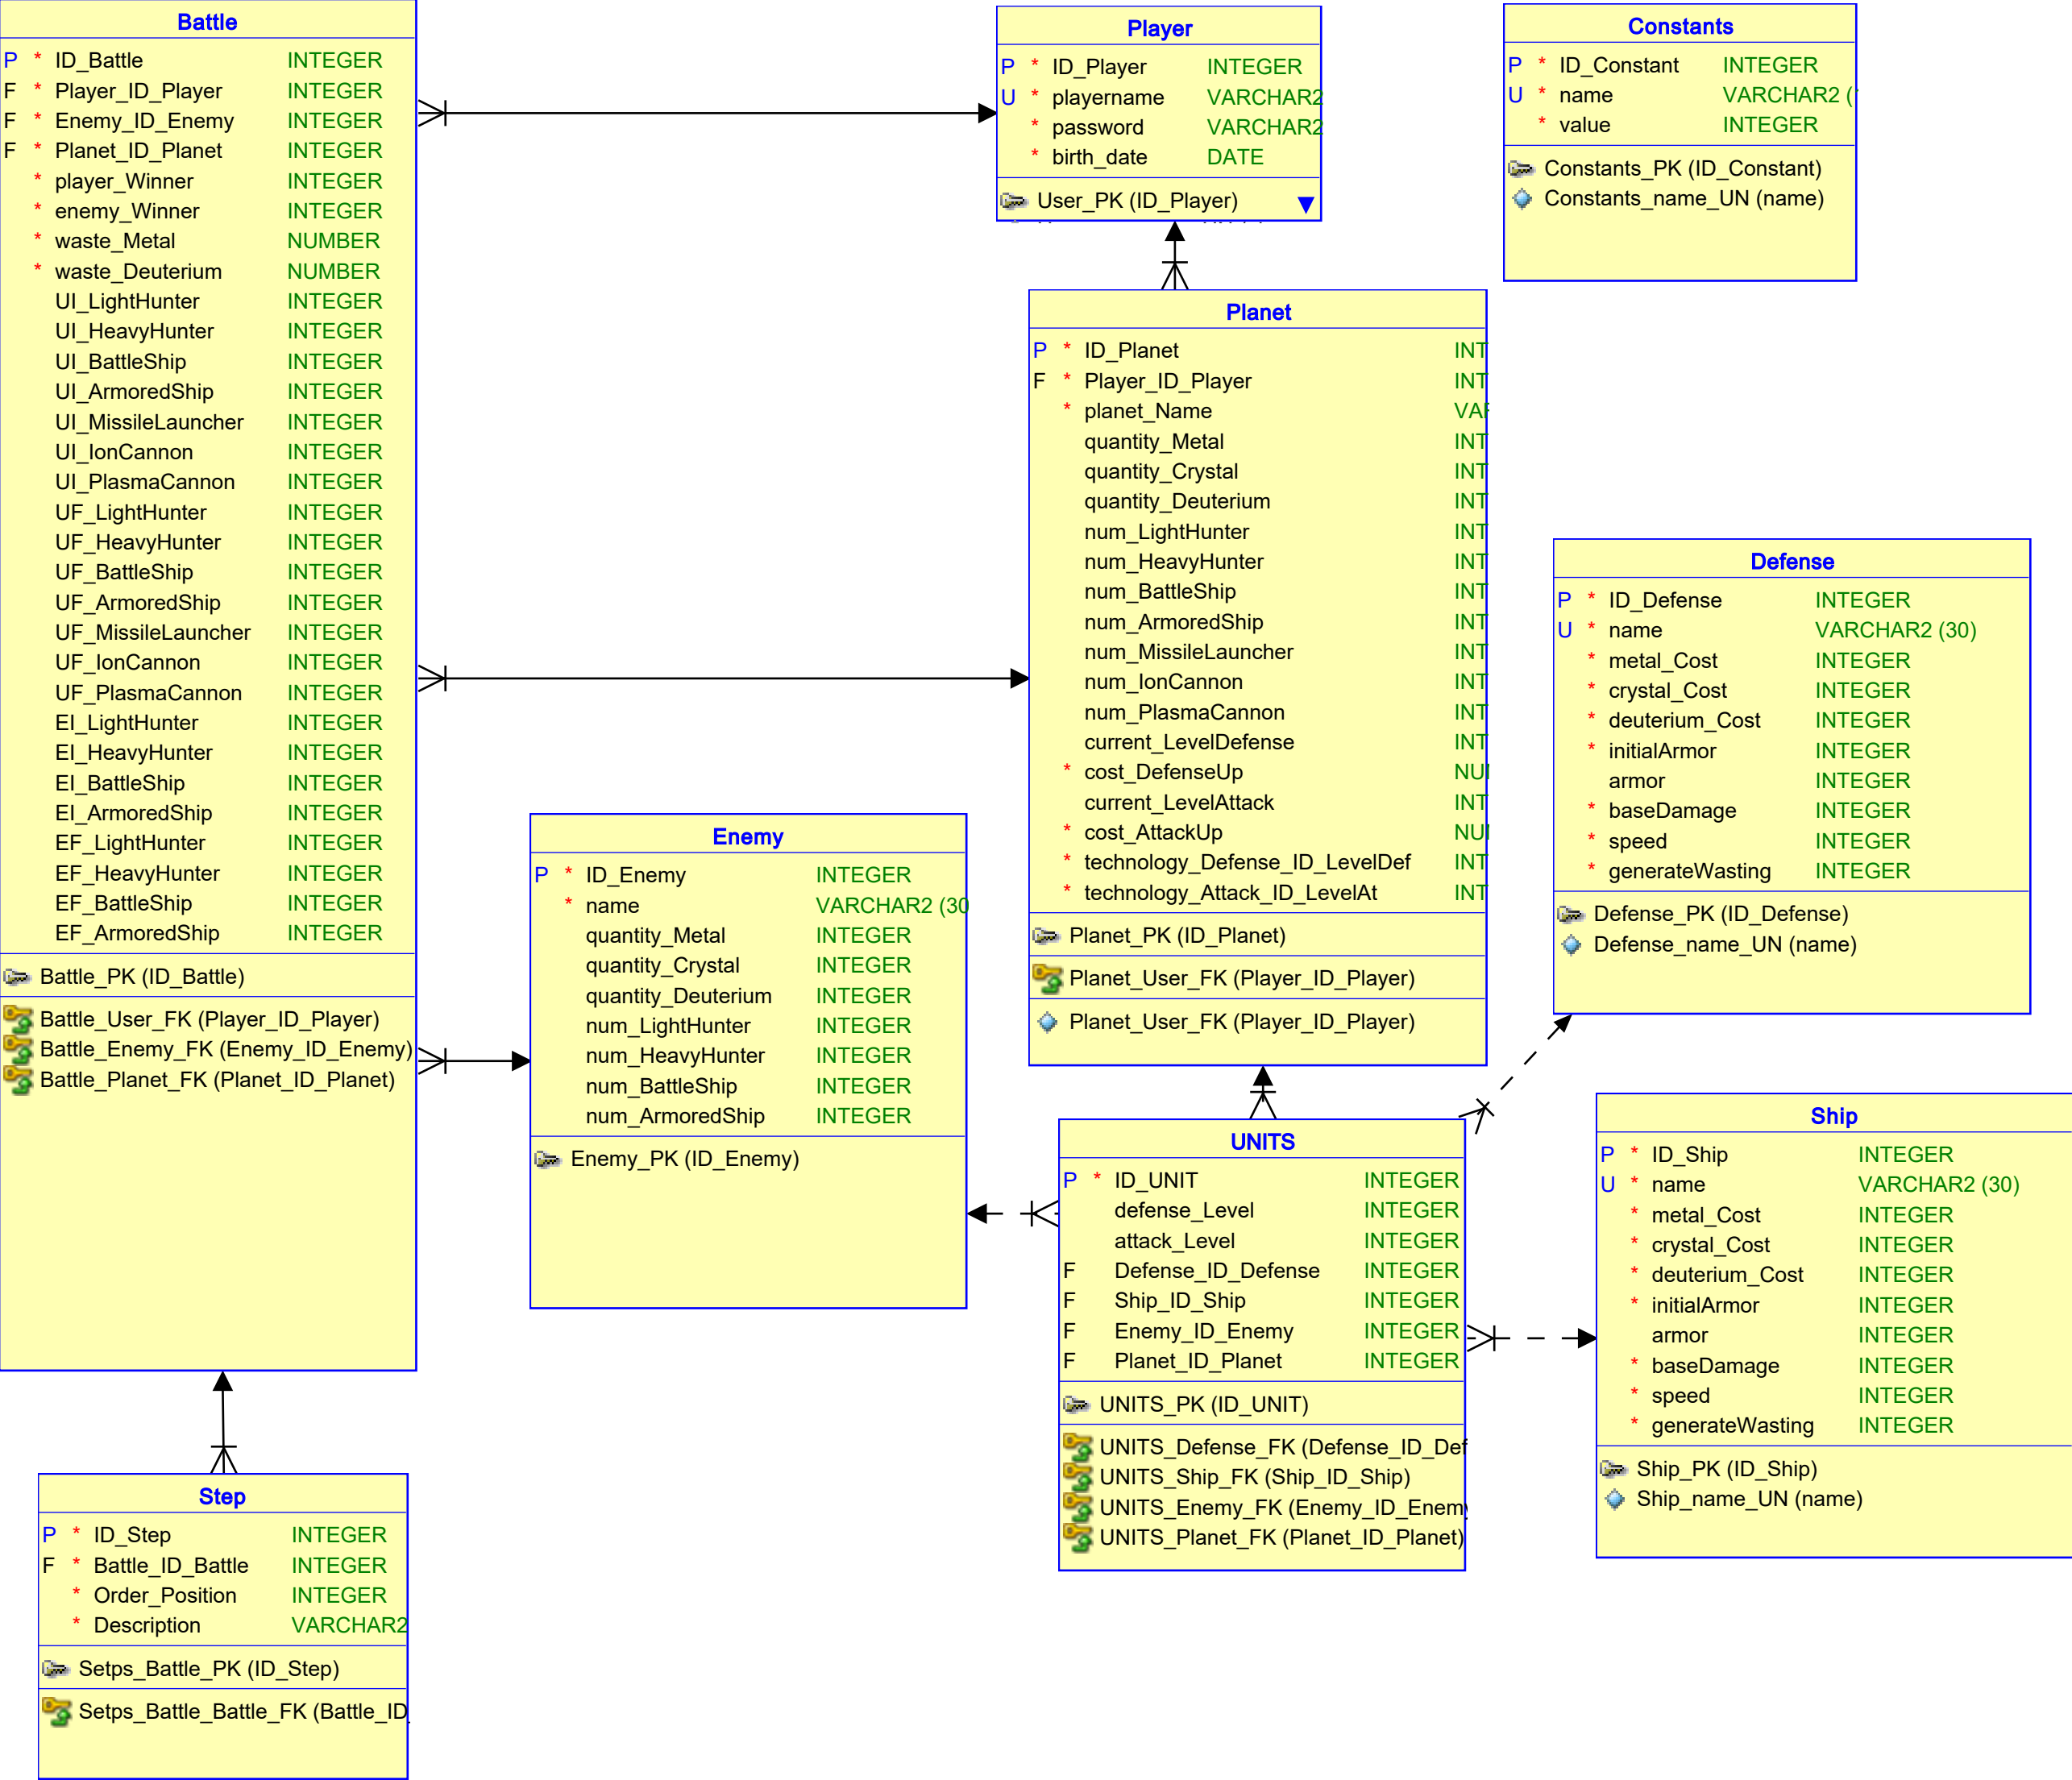 Battle
P * ID_Battle INTEGER
F * Player_ID_Player INTEGER
F * Enemy_ID_Enemy INTEGER
F * Planet_ID_Planet INTEGER
* player_Winner INTEGER
* enemy_Winner INTEGER
* waste_Metal NUMBER
* waste_Deuterium NUMBER
UI_LightHunter INTEGER
UI_HeavyHunter INTEGER
UI_BattleShip INTEGER
UI_ArmoredShip INTEGER
UI_MissileLauncher INTEGER
UI_IonCannon INTEGER
UI_PlasmaCannon INTEGER
UF_LightHunter INTEGER
UF_HeavyHunter INTEGER
UF_BattleShip INTEGER
UF_ArmoredShip INTEGER
UF_MissileLauncher INTEGER
UF_IonCannon INTEGER
UF_PlasmaCannon INTEGER
EI_LightHunter INTEGER
EI_HeavyHunter INTEGER
EI_BattleShip INTEGER
EI_ArmoredShip INTEGER
EF_LightHunter INTEGER
EF_HeavyHunter INTEGER
EF_BattleShip INTEGER
EF_ArmoredShip INTEGER
Battle_PK (ID_Battle)
Battle_User_FK (Player_ID_Player)
Battle_Enemy_FK (Enemy_ID_Enemy)
Battle_Planet_FK (Planet_ID_Planet)
Player
P * ID_Player INTEGER
U * playername VARCHAR2
* password VARCHAR2
* birth_date DATE
User_PK (ID_Player)
Constants
P * ID_Constant INTEGER
U * name VARCHAR2 (
* value INTEGER
Constants_PK (ID_Constant)
Constants_name_UN (name)
Planet
P * ID_Planet INT
F * Player_ID_Player INT
* planet_Name VAR
quantity_Metal INT
quantity_Crystal INT
quantity_Deuterium INT
num_LightHunter INT
num_HeavyHunter INT
num_BattleShip INT
num_ArmoredShip INT
num_MissileLauncher INT
num_IonCannon INT
num_PlasmaCannon INT
current_LevelDefense INT
* cost_DefenseUp NU
current_LevelAttack INT
* cost_AttackUp NU
* technology_Defense_ID_LevelDef INT
* technology_Attack_ID_LevelAt INT
Planet_PK (ID_Planet)
Planet_User_FK (Player_ID_Player)
Planet_User_FK (Player_ID_Player)
Defense
P * ID_Defense INTEGER
U * name VARCHAR2 (30)
* metal_Cost INTEGER
* crystal_Cost INTEGER
* deuterium_Cost INTEGER
* initialArmor INTEGER
armor INTEGER
* baseDamage INTEGER
* speed INTEGER
* generateWasting INTEGER
Defense_PK (ID_Defense)
Defense_name_UN (name)
Enemy
P * ID_Enemy INTEGER
* name VARCHAR2 (30
quantity_Metal INTEGER
quantity_Crystal INTEGER
quantity_Deuterium INTEGER
num_LightHunter INTEGER
num_HeavyHunter INTEGER
num_BattleShip INTEGER
num_ArmoredShip INTEGER
Enemy_PK (ID_Enemy)
UNITS
P * ID_UNIT INTEGER
defense_Level INTEGER
attack_Level INTEGER
F Defense_ID_Defense INTEGER
F Ship_ID_Ship INTEGER
F Enemy_ID_Enemy INTEGER
F Planet_ID_Planet INTEGER
UNITS_PK (ID_UNIT)
UNITS_Defense_FK (Defense_ID_Def
UNITS_Ship_FK (Ship_ID_Ship)
UNITS_Enemy_FK (Enemy_ID_Enem
UNITS_Planet_FK (Planet_ID_Planet)
Ship
P * ID_Ship INTEGER
U * name VARCHAR2 (30)
* metal_Cost INTEGER
* crystal_Cost INTEGER
* deuterium_Cost INTEGER
* initialArmor INTEGER
armor INTEGER
* baseDamage INTEGER
* speed INTEGER
* generateWasting INTEGER
Ship_PK (ID_Ship)
Ship_name_UN (name)
Step
P * ID_Step INTEGER
F * Battle_ID_Battle INTEGER
* Order_Position INTEGER
* Description VARCHAR2
Setps_Battle_PK (ID_Step)
Setps_Battle_Battle_FK (Battle_ID